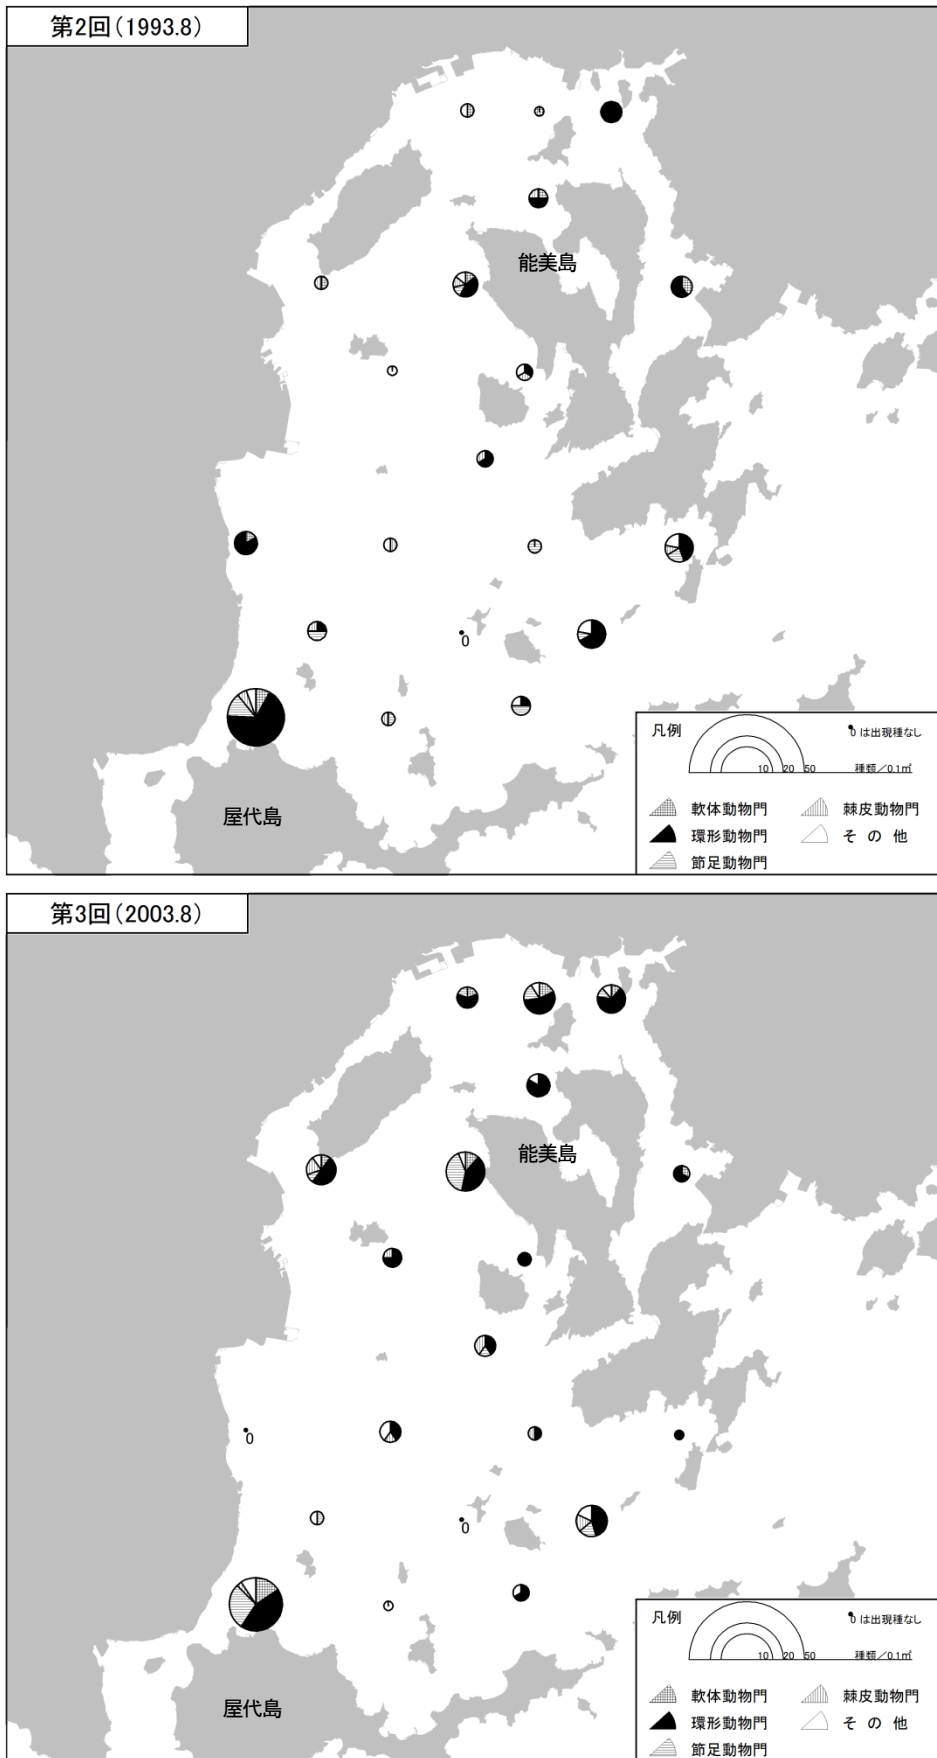 第2回(1993.8)
能美島
0
屋代島
凡例
0 は出現種なし
10 20 50 種類/0.1㎡
軟体動物門 棘皮動物門
環形動物門 その他
節足動物門
第3回(2003.8)
能美島
0
0
屋代島
凡例
0 は出現種なし
10 20 50 種類/0.1㎡
軟体動物門 棘皮動物門
環形動物門 その他
節足動物門